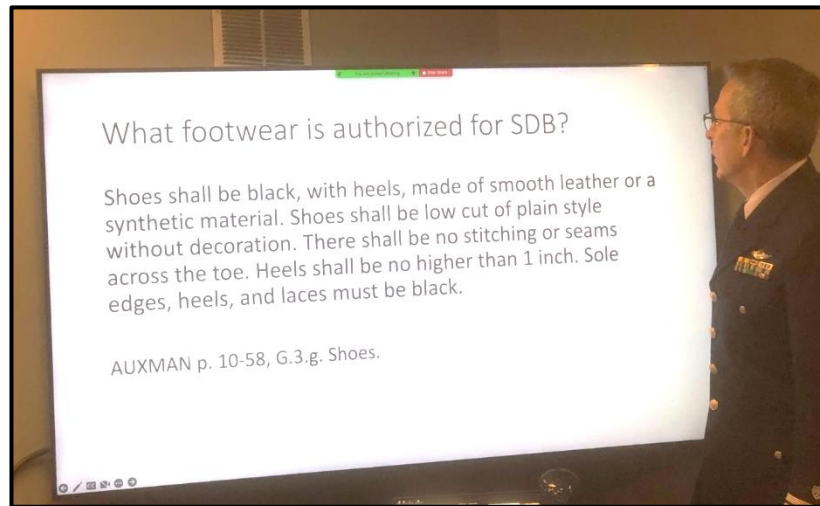 What footwear is authorized for SDB?
Shoes shall be black, with heels, made of smooth leather or a
synthetic material. Shoes shall be low cut of plain style
without decoration. There shall be no stitching or seams
across the toe. Heels shall be no higher than 1 inch. Sole
edges, heels, and laces must be black.
AUXMAN p. 10-58, G.3.g. Shoes.